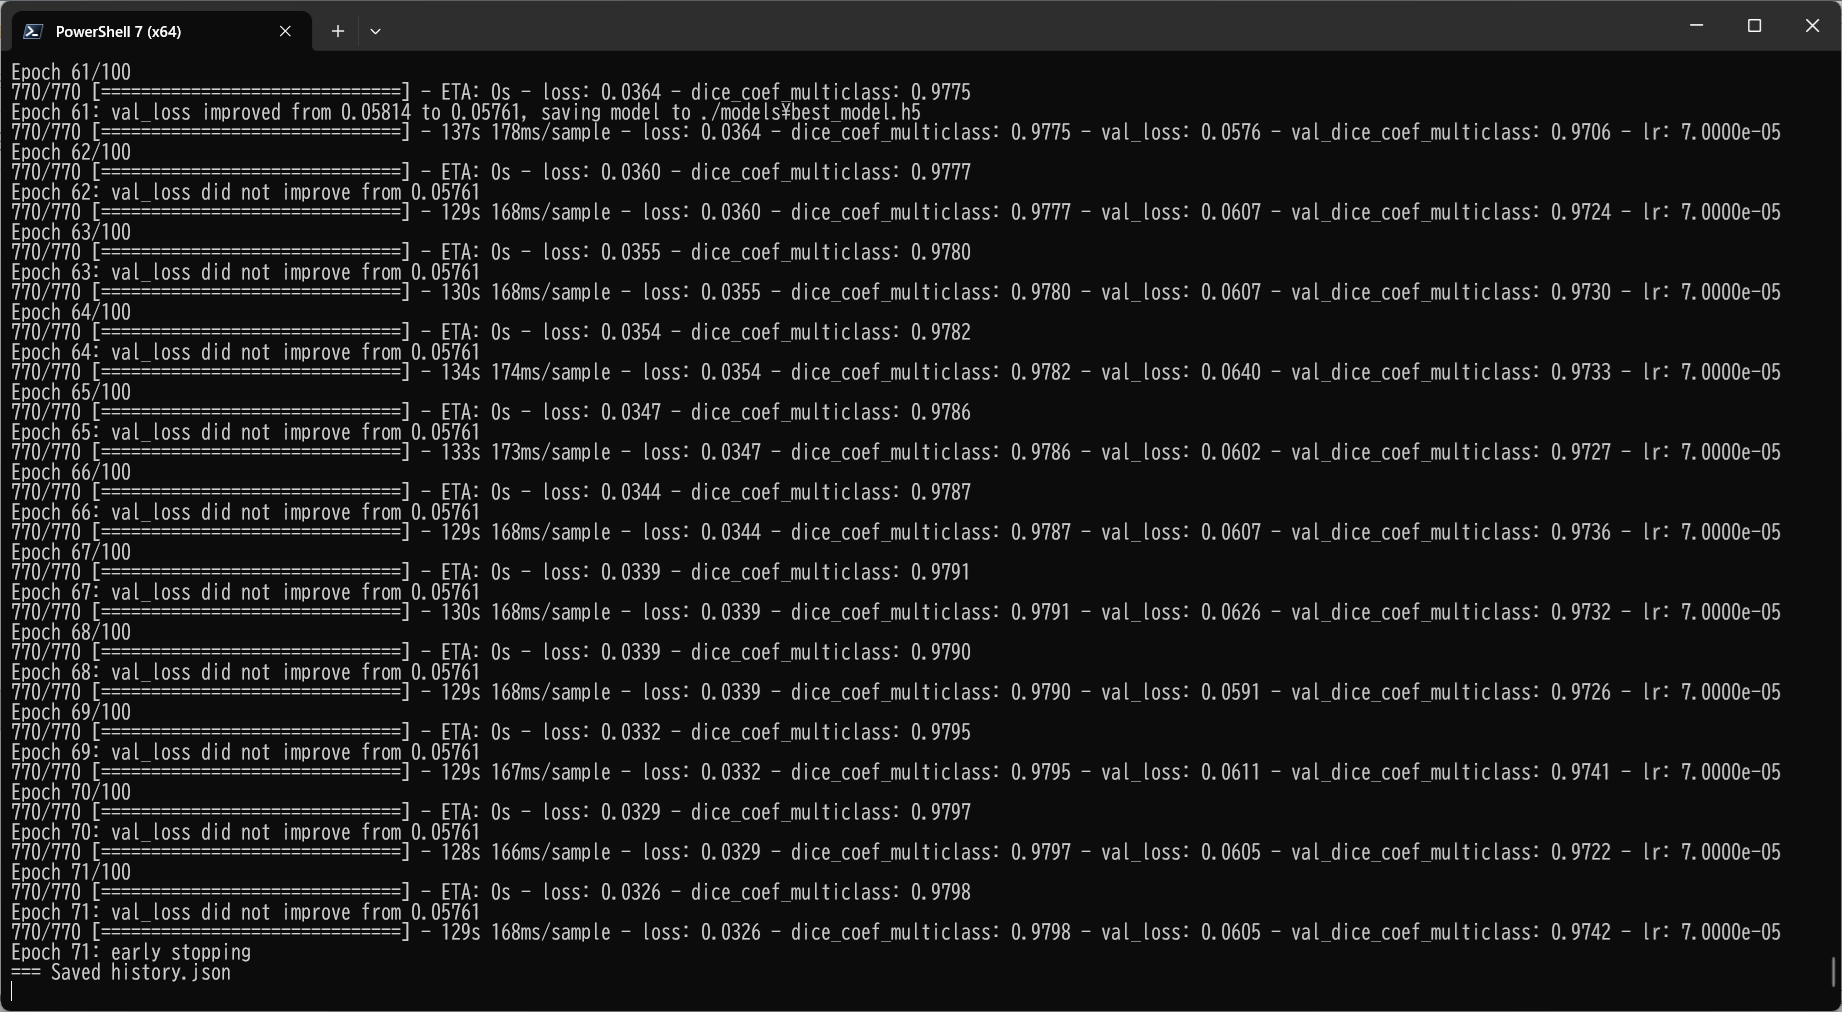 PowerShell 7 (x64)
Epoch 61/100
770/770 [==============================] - ETA: 0s - loss: 0.0364 - dice_coef_multiclass: 0.9775
Epoch 61: val_loss improved from 0.05814 to 0.05761, saving model to ./models¥best_model.h5
770/770 [==============================] - 137s 178ms/sample - loss: 0.0364 - dice_coef_multiclass: 0.9775 - val_loss: 0.0576 - val_dice_coef_multiclass: 0.9706 - lr: 7.0000e-05
Epoch 62/100
770/770 [==============================] - ETA: 0s - loss: 0.0360 - dice_coef_multiclass: 0.9777
Epoch 62: val_loss did not improve from 0.05761
770/770 [==============================] - 129s 168ms/sample - loss: 0.0360 - dice_coef_multiclass: 0.9777 - val_loss: 0.0607 - val_dice_coef_multiclass: 0.9724 - lr: 7.0000e-05
Epoch 63/100
770/770 [==============================] - ETA: 0s - loss: 0.0355 - dice_coef_multiclass: 0.9780
Epoch 63: val_loss did not improve from 0.05761
770/770 [==============================] - 130s 168ms/sample - loss: 0.0355 - dice_coef_multiclass: 0.9780 - val_loss: 0.0607 - val_dice_coef_multiclass: 0.9730 - lr: 7.0000e-05
Epoch 64/100
770/770 [==============================] - ETA: 0s - loss: 0.0354 - dice_coef_multiclass: 0.9782
Epoch 64: val_loss did not improve from 0.05761
770/770 [==============================] - 134s 174ms/sample - loss: 0.0354 - dice_coef_multiclass: 0.9782 - val_loss: 0.0640 - val_dice_coef_multiclass: 0.9733 - lr: 7.0000e-05
Epoch 65/100
770/770 [==============================] - ETA: 0s - loss: 0.0347 - dice_coef_multiclass: 0.9786
Epoch 65: val_loss did not improve from 0.05761
770/770 [==============================] - 133s 173ms/sample - loss: 0.0347 - dice_coef_multiclass: 0.9786 - val_loss: 0.0602 - val_dice_coef_multiclass: 0.9727 - lr: 7.0000e-05
Epoch 66/100
770/770 [==============================] - ETA: 0s - loss: 0.0344 - dice_coef_multiclass: 0.9787
Epoch 66: val_loss did not improve from 0.05761
770/770 [==============================] - 129s 168ms/sample - loss: 0.0344 - dice_coef_multiclass: 0.9787 - val_loss: 0.0607 - val_dice_coef_multiclass: 0.9736 - lr: 7.0000e-05
Epoch 67/100
770/770 [==============================] - ETA: 0s - loss: 0.0339 - dice_coef_multiclass: 0.9791
Epoch 67: val_loss did not improve from 0.05761
770/770 [==============================] - 130s 168ms/sample - loss: 0.0339 - dice_coef_multiclass: 0.9791 - val_loss: 0.0626 - val_dice_coef_multiclass: 0.9732 - lr: 7.0000e-05
Epoch 68/100
770/770 [==============================] - ETA: 0s - loss: 0.0339 - dice_coef_multiclass: 0.9790
Epoch 68: val_loss did not improve from 0.05761
770/770 [==============================] - 129s 168ms/sample - loss: 0.0339 - dice_coef_multiclass: 0.9790 - val_loss: 0.0591 - val_dice_coef_multiclass: 0.9726 - lr: 7.0000e-05
Epoch 69/100
770/770 [==============================] - ETA: 0s - loss: 0.0332 - dice_coef_multiclass: 0.9795
Epoch 69: val_loss did not improve from 0.05761
770/770 [==============================] - 129s 167ms/sample - loss: 0.0332 - dice_coef_multiclass: 0.9795 - val_loss: 0.0611 - val_dice_coef_multiclass: 0.9741 - lr: 7.0000e-05
Epoch 70/100
770/770 [==============================] - ETA: 0s - loss: 0.0329 - dice_coef_multiclass: 0.9797
Epoch 70: val_loss did not improve from 0.05761
770/770 [==============================] - 128s 166ms/sample - loss: 0.0329 - dice_coef_multiclass: 0.9797 - val_loss: 0.0605 - val_dice_coef_multiclass: 0.9722 - lr: 7.0000e-05
Epoch 71/100
770/770 [==============================] - ETA: 0s - loss: 0.0326 - dice_coef_multiclass: 0.9798
Epoch 71: val_loss did not improve from 0.05761
770/770 [==============================] - 129s 168ms/sample - loss: 0.0326 - dice_coef_multiclass: 0.9798 - val_loss: 0.0605 - val_dice_coef_multiclass: 0.9742 - lr: 7.0000e-05
Epoch 71: early stopping
=== Saved history.json